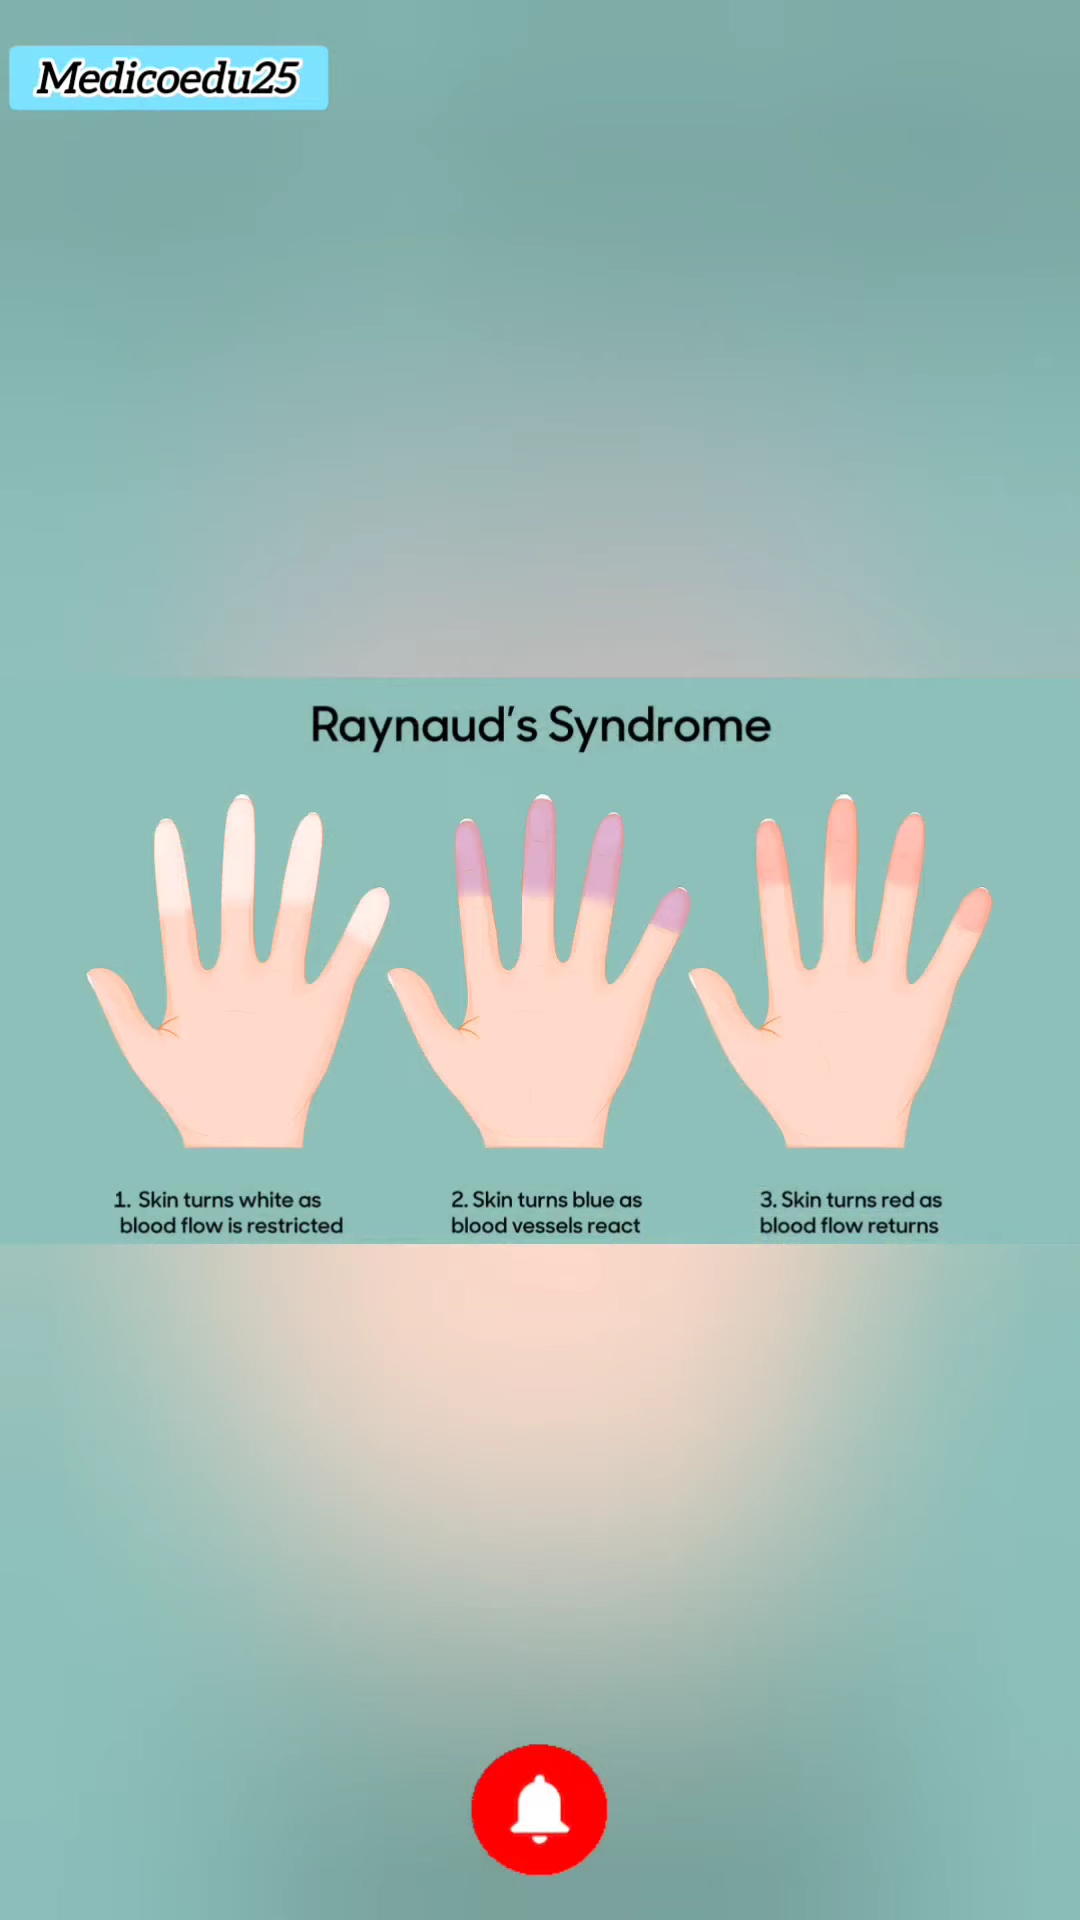 Medicoedu25
Raynaud's Syndrome
1. Skin turns white as
blood flow is restricted
2. Skin turns blue as
blood vessels react
3. Skin turns red as
blood flow returns